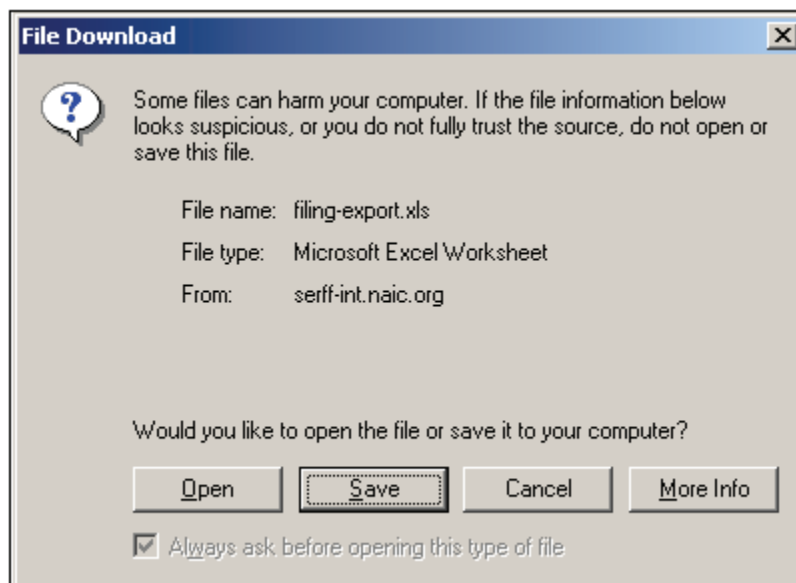 File Download
Some files can harm your computer. If the file information below
looks suspicious, or you do not fully trust the source, do not open or
save this file.
File name: filing-export.xls
File type: Microsoft Excel Worksheet
From: serff-int.naic.org
Would you like to open the file or save it to your computer?
Open Save Cancel More Info
Always ask before opening this type of file